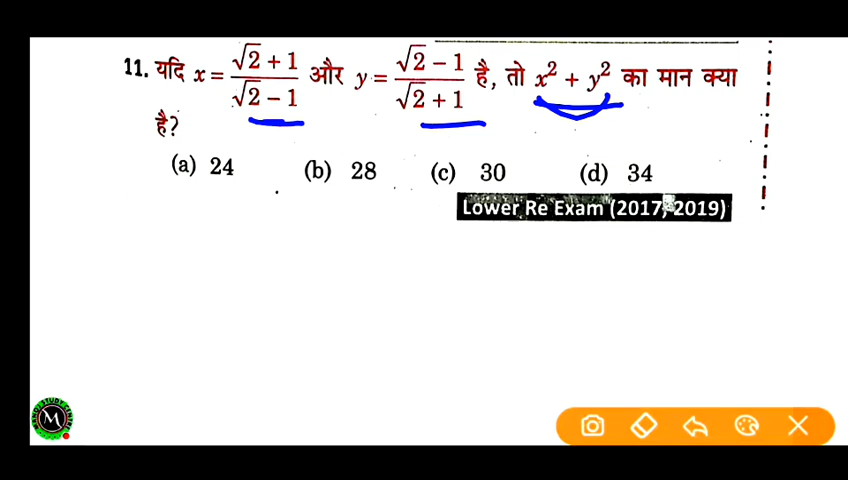 11. यदि x = (√2 + 1)/(√2 − 1) और y = (√2 − 1)/(√2 + 1) है, तो x² + y² का मान क्या
है?
(a) 24 (b) 28 (c) 30 (d) 34
Lower Re Exam (2017, 2019)
M